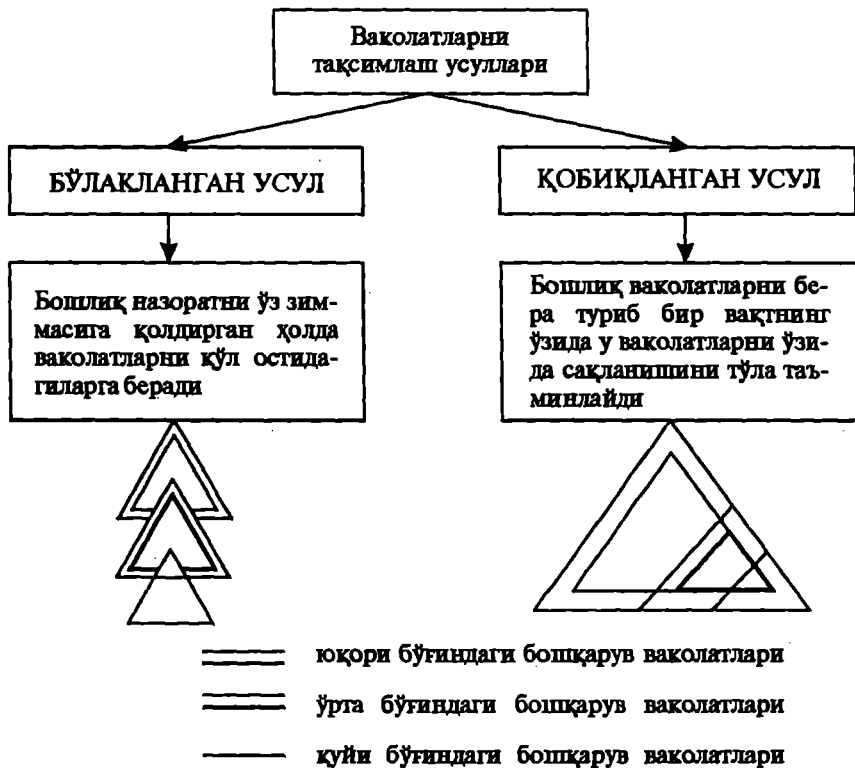 Ваколатларни
тақсимлаш усуллари
БЎЛАКЛАНГАН УСУЛ
ҚОБИҚЛАНГАН УСУЛ
Бошлиқ назоратни ўз зим-
масига қолдирган ҳолда
ваколатларни қўл остида-
гиларга беради
Бошлиқ ваколатларни бе-
ра туриб бир вақтнинг
ўзида у ваколатларни ўзи-
да сақланишини тўла таъ-
минлайди
юқори бўғиндаги бошқарув ваколатлари
ўрта бўғиндаги бошқарув ваколатлари
қуйи бўғиндаги бошқарув ваколатлари